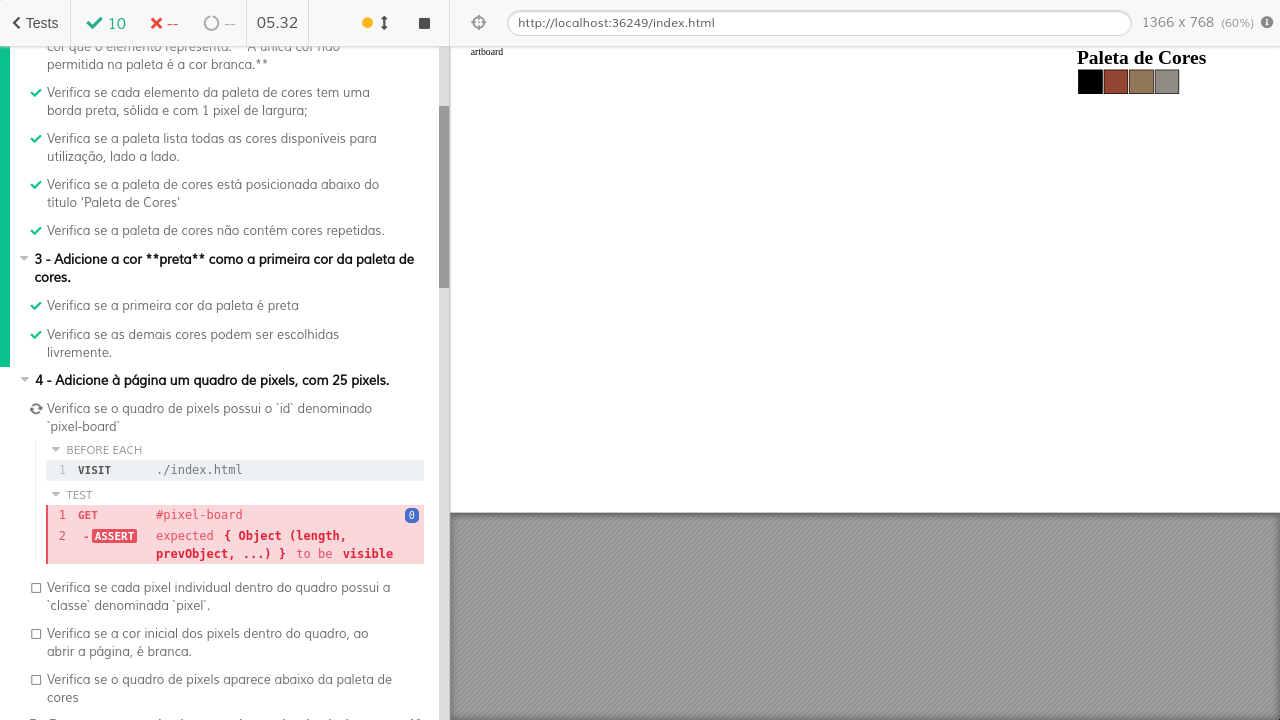 Tests
10
--
--
05.32
http://localhost:36249/index.html
1366 x 768 (60%)
cor que o elemento representa. **A única cor não
permitida na paleta é a cor branca.**
Verifica se cada elemento da paleta de cores tem uma
borda preta, sólida e com 1 pixel de largura;
Verifica se a paleta lista todas as cores disponíveis para
utilização, lado a lado.
Verifica se a paleta de cores está posicionada abaixo do
título 'Paleta de Cores'
Verifica se a paleta de cores não contém cores repetidas.
3 - Adicione a cor **preta** como a primeira cor da paleta de
cores.
Verifica se a primeira cor da paleta é preta
Verifica se as demais cores podem ser escolhidas
livremente.
4 - Adicione à página um quadro de pixels, com 25 pixels.
Verifica se o quadro de pixels possui o `id` denominado
`pixel-board`
BEFORE EACH
1 VISIT ./index.html
TEST
1 GET #pixel-board 0
2 -ASSERT expected { Object (length,
prevObject, ...) } to be visible
Verifica se cada pixel individual dentro do quadro possui a
`classe` denominada `pixel`.
Verifica se a cor inicial dos pixels dentro do quadro, ao
abrir a página, é branca.
Verifica se o quadro de pixels aparece abaixo da paleta de
cores
artboard
Paleta de Cores